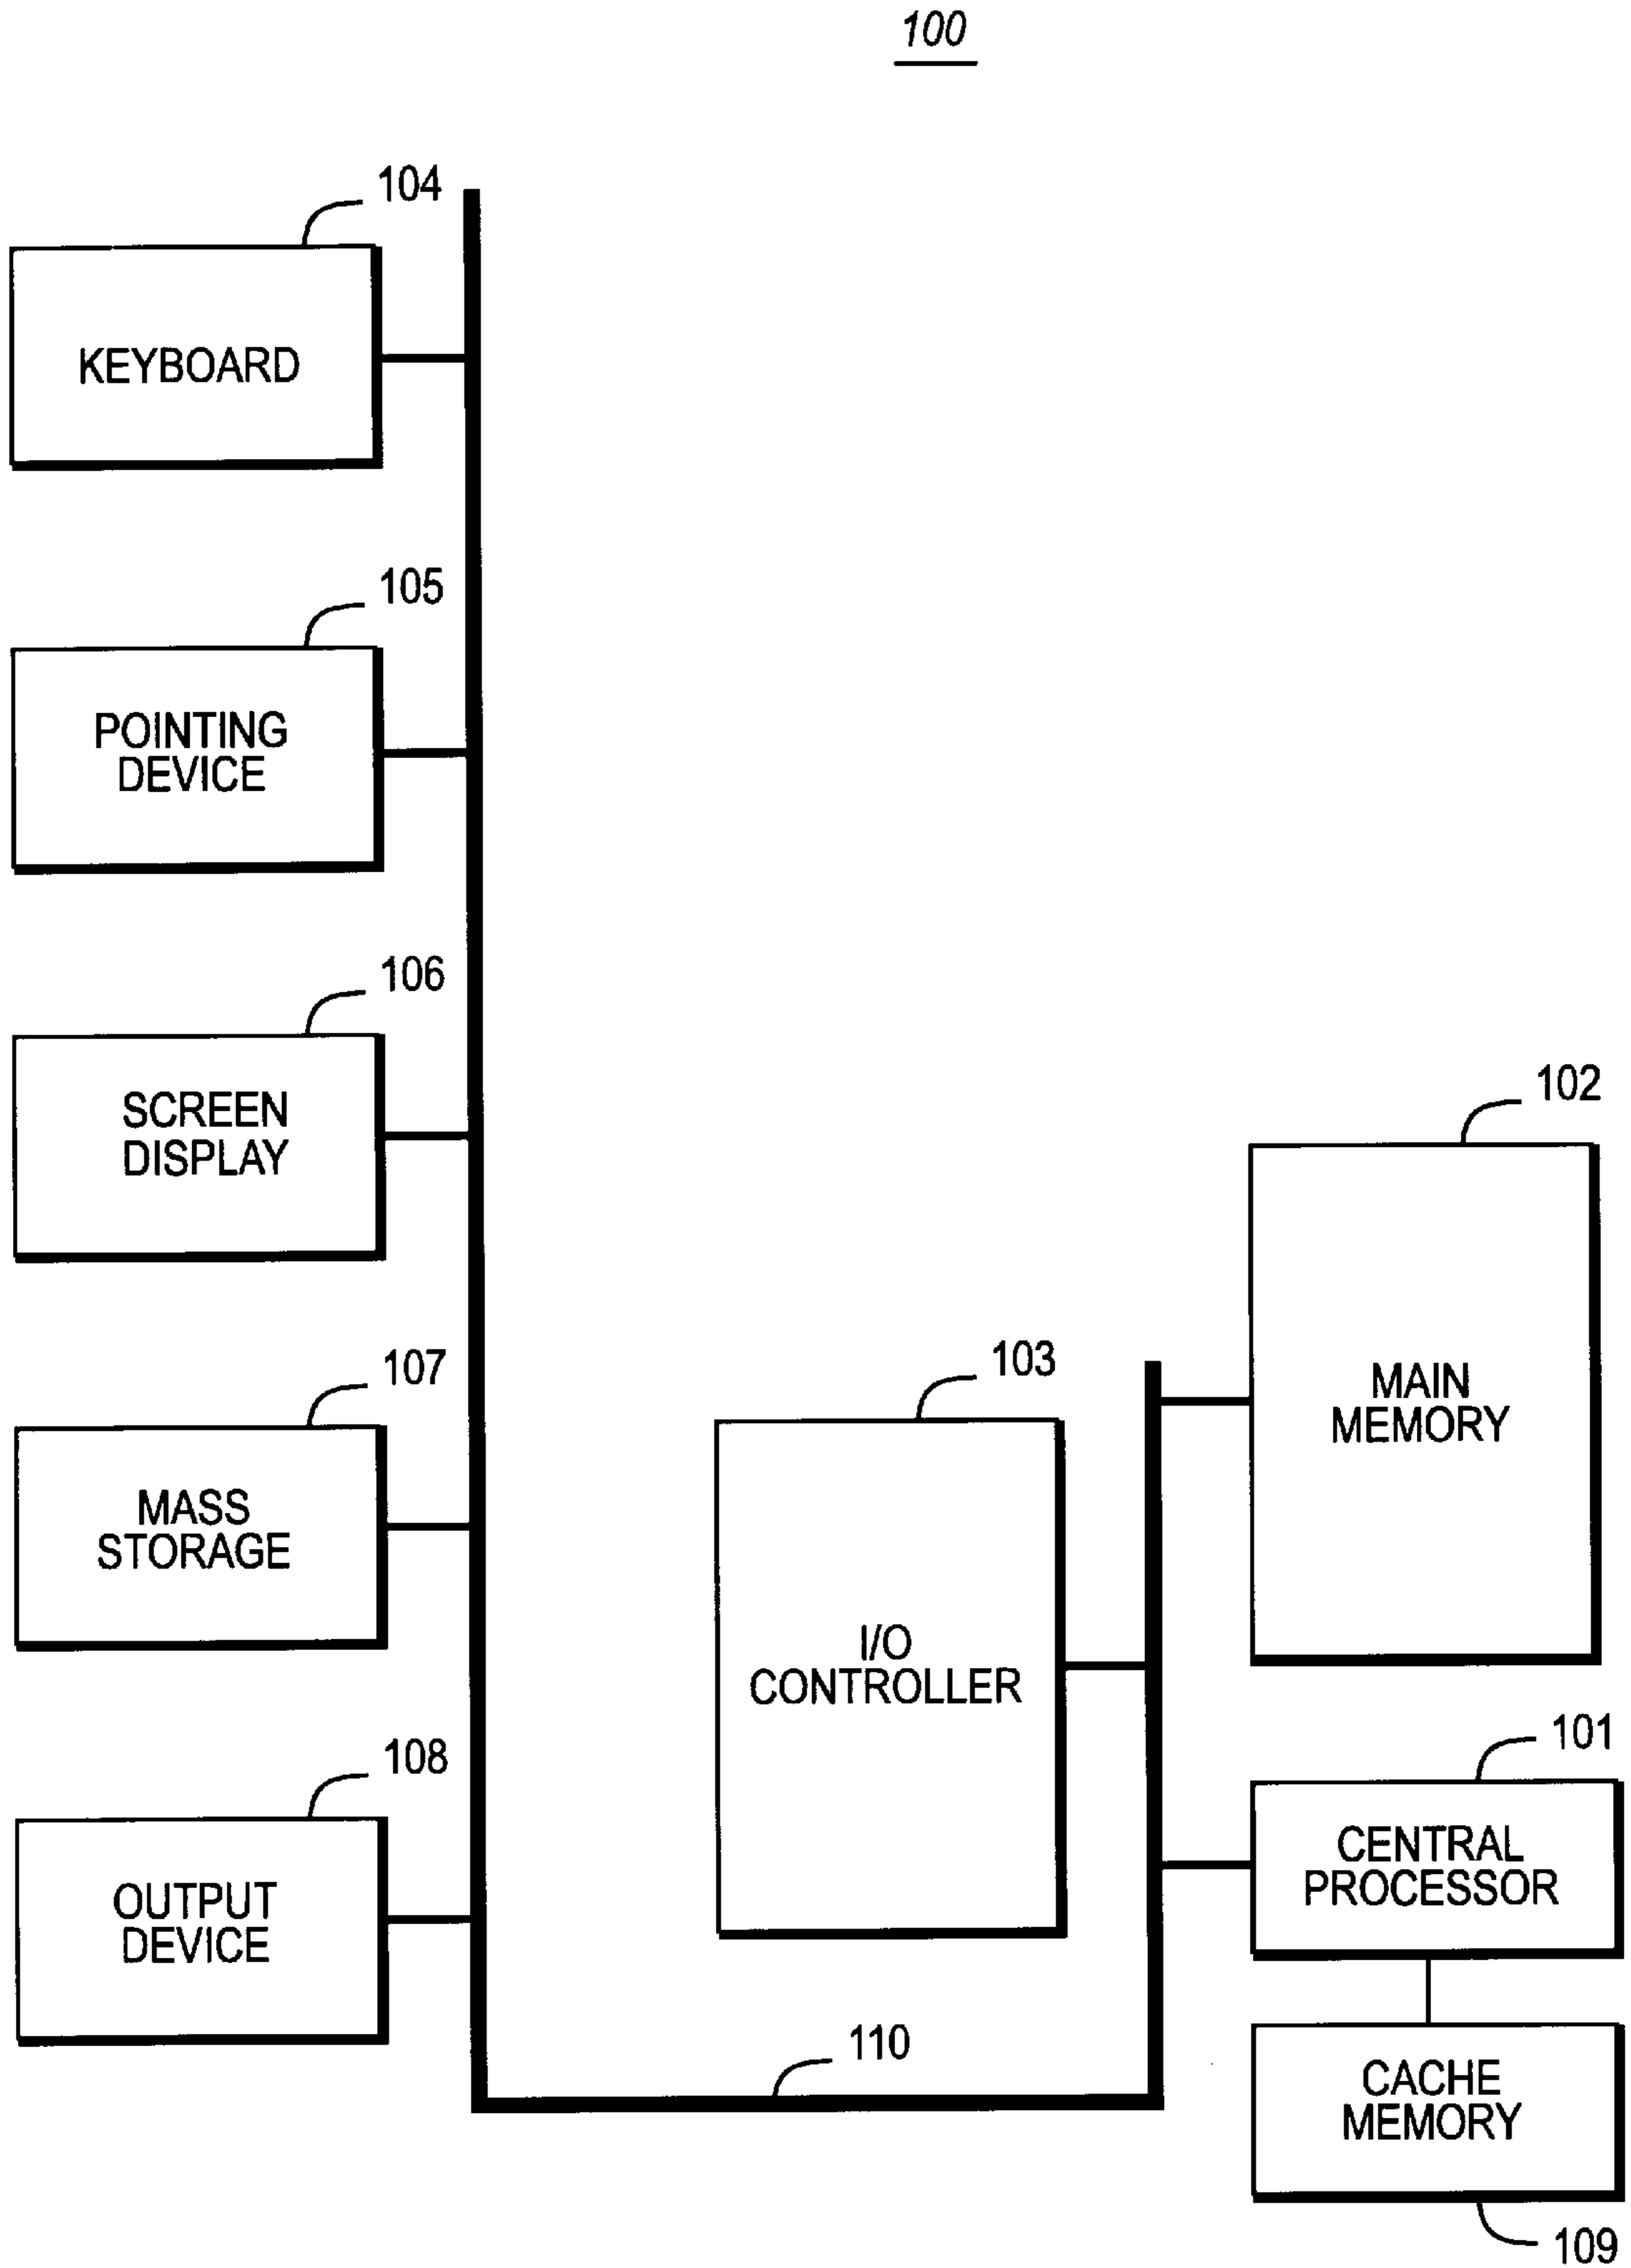 100
104
KEYBOARD
105
POINTING
DEVICE
106
SCREEN
DISPLAY
107
MASS
STORAGE
108
OUTPUT
DEVICE
103
I/O
CONTROLLER
102
MAIN
MEMORY
101
CENTRAL
PROCESSOR
110
CACHE
MEMORY
109